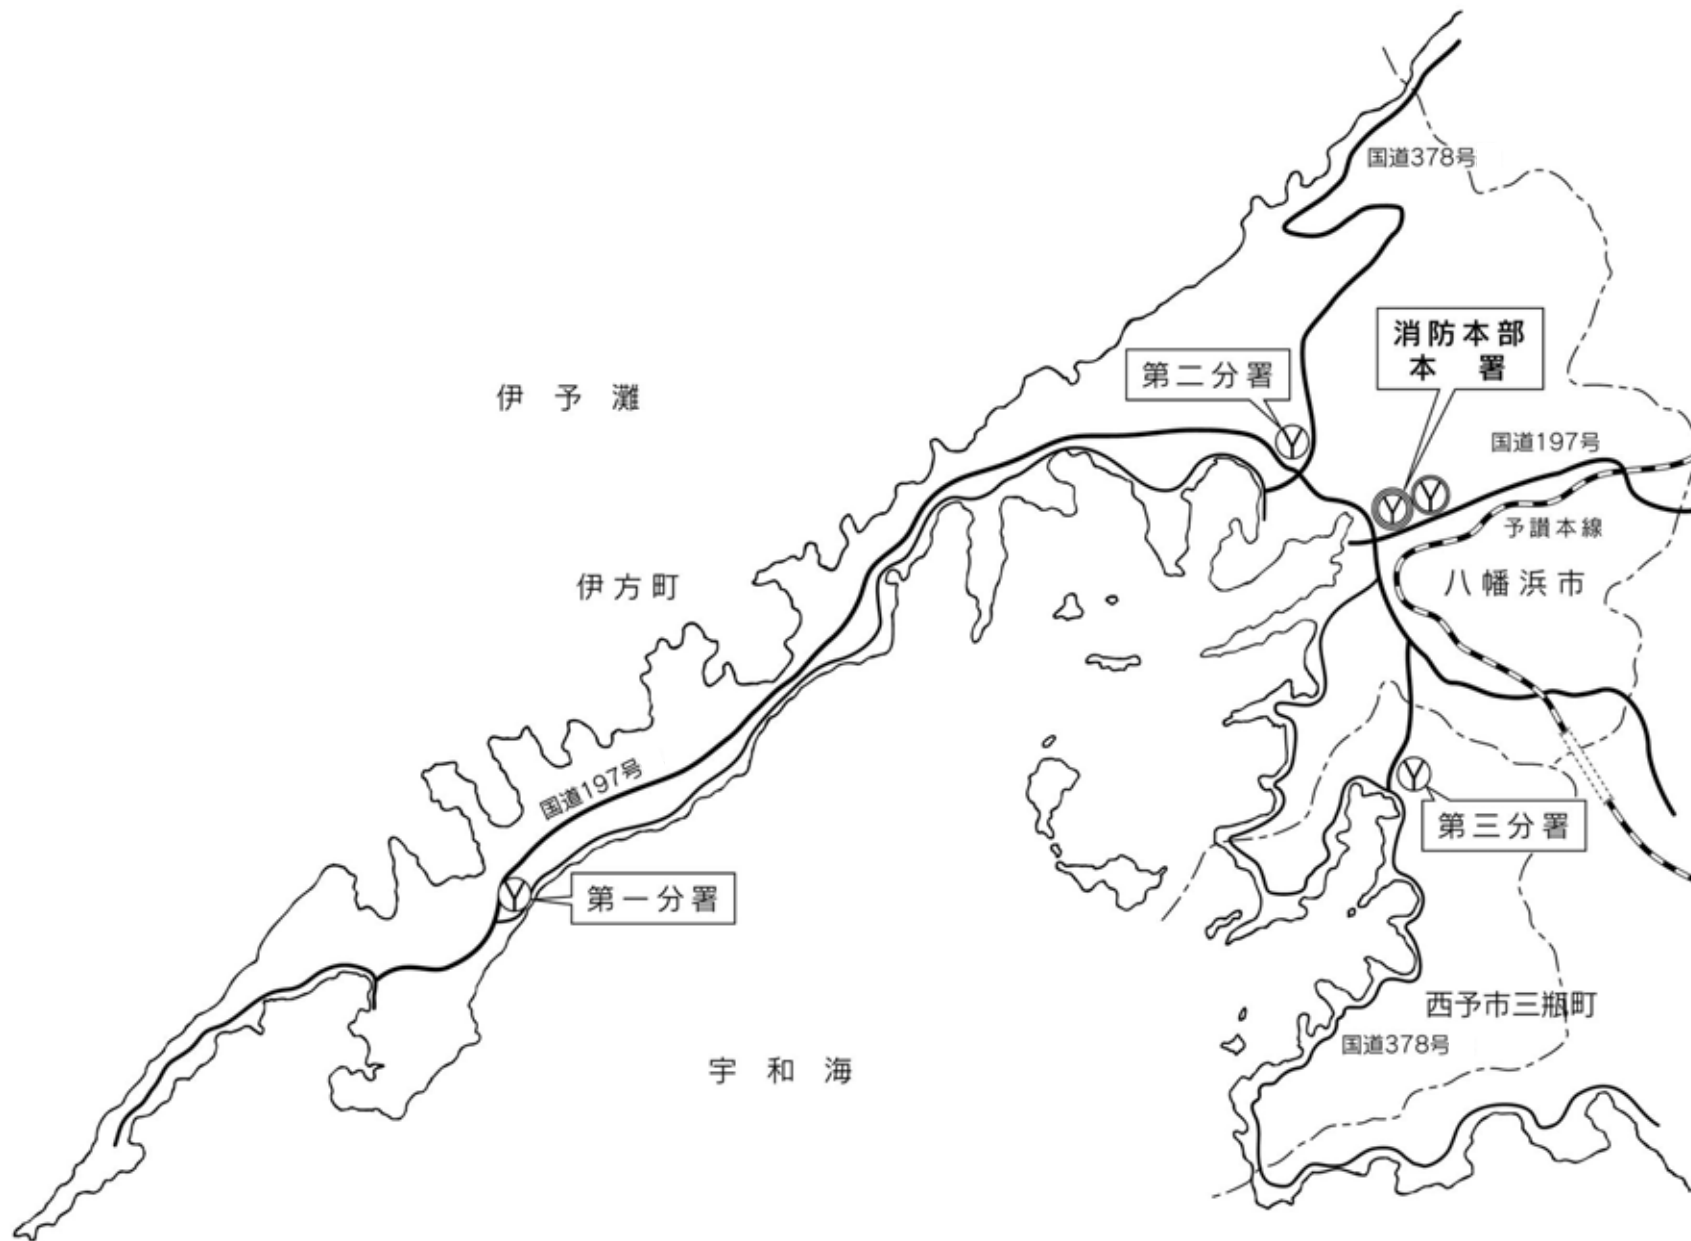 国道378号
消防本部
本　署
第二分署
伊　予　灘
国道197号
予讃本線
伊方町
八幡浜市
国道197号
第三分署
第一分署
西予市三瓶町
国道378号
宇　和　海